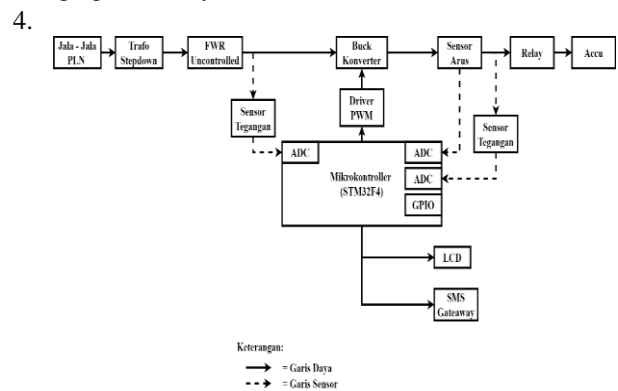 4.
Jala - Jala
PLN
Trafo
Stepdown
FWR
Uncontrolled
Buck
Konverter
Sensor
Arus
Relay
Accu
Sensor
Tegangan
Driver
PWM
Sensor
Tegangan
ADC
ADC
Mikrokontroller
(STM32F4)
ADC
GPIO
LCD
SMS
Gateaway
Keterangan:
= Garis Daya
= Garis Sensor